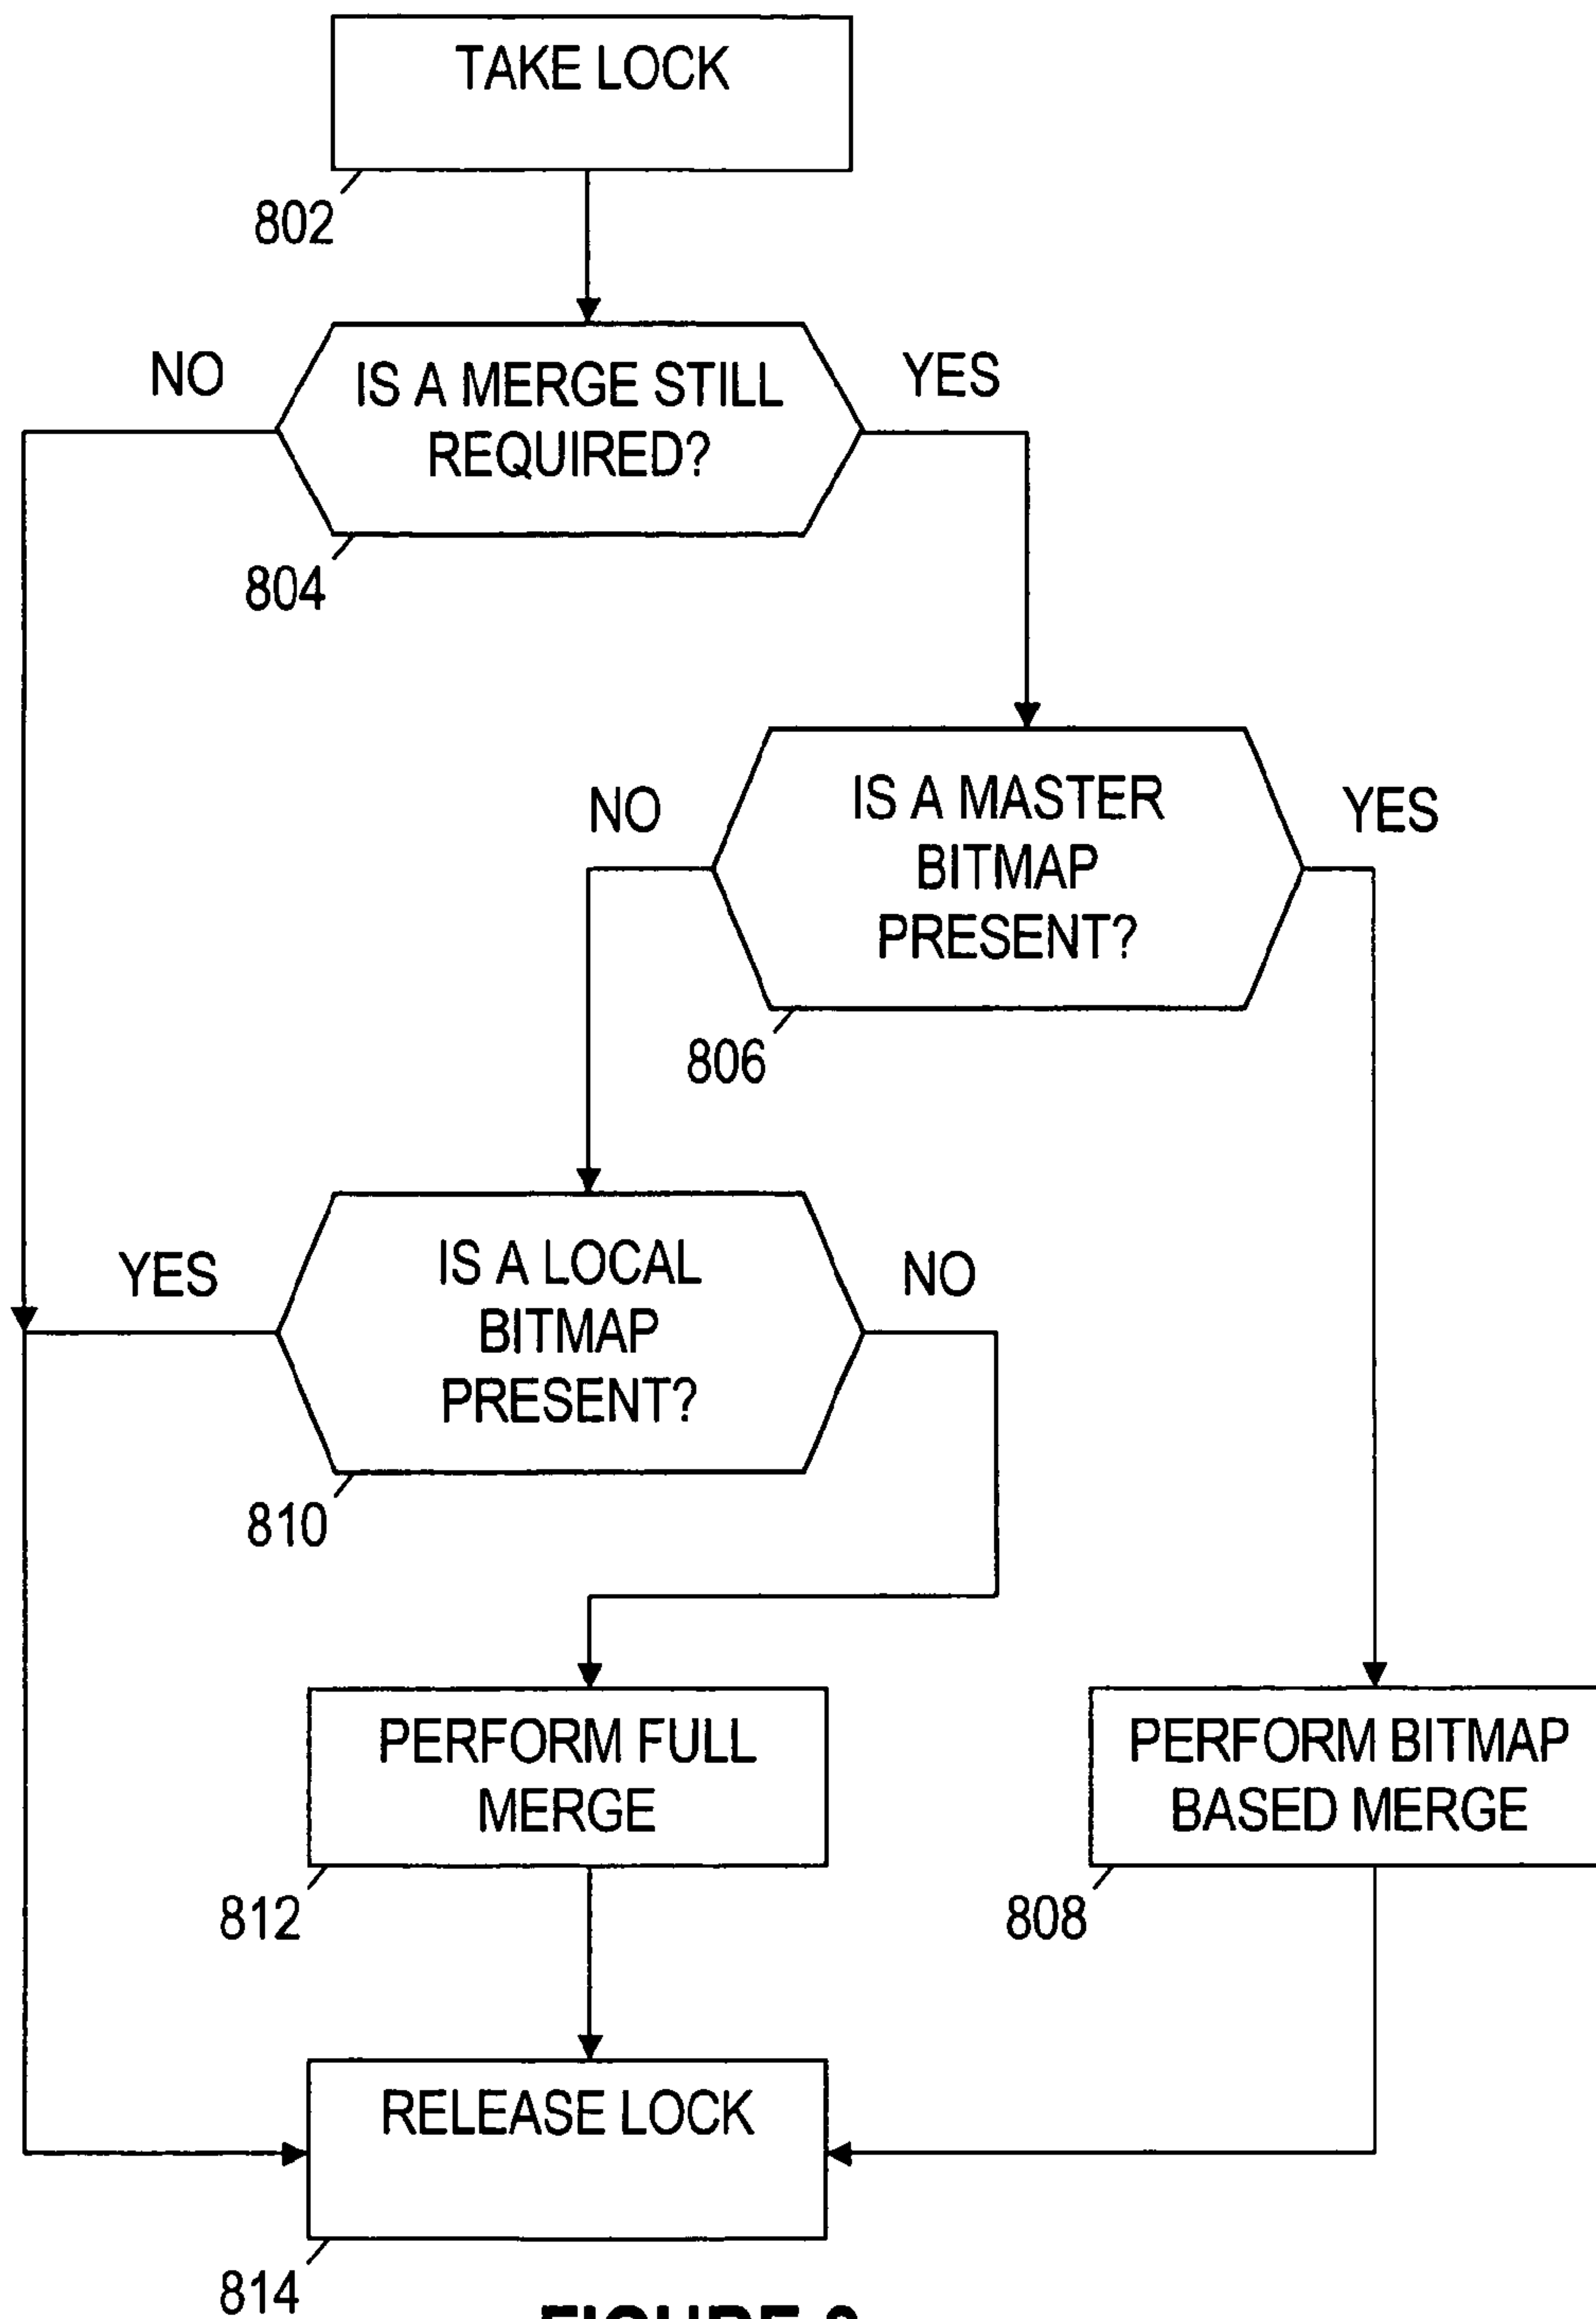 TAKE LOCK
802
NO
IS A MERGE STILL
REQUIRED?
YES
804
NO
IS A MASTER
BITMAP
PRESENT?
YES
806
YES
IS A LOCAL
BITMAP
PRESENT?
NO
810
PERFORM FULL
MERGE
812
PERFORM BITMAP
BASED MERGE
808
RELEASE LOCK
814
FIGURE